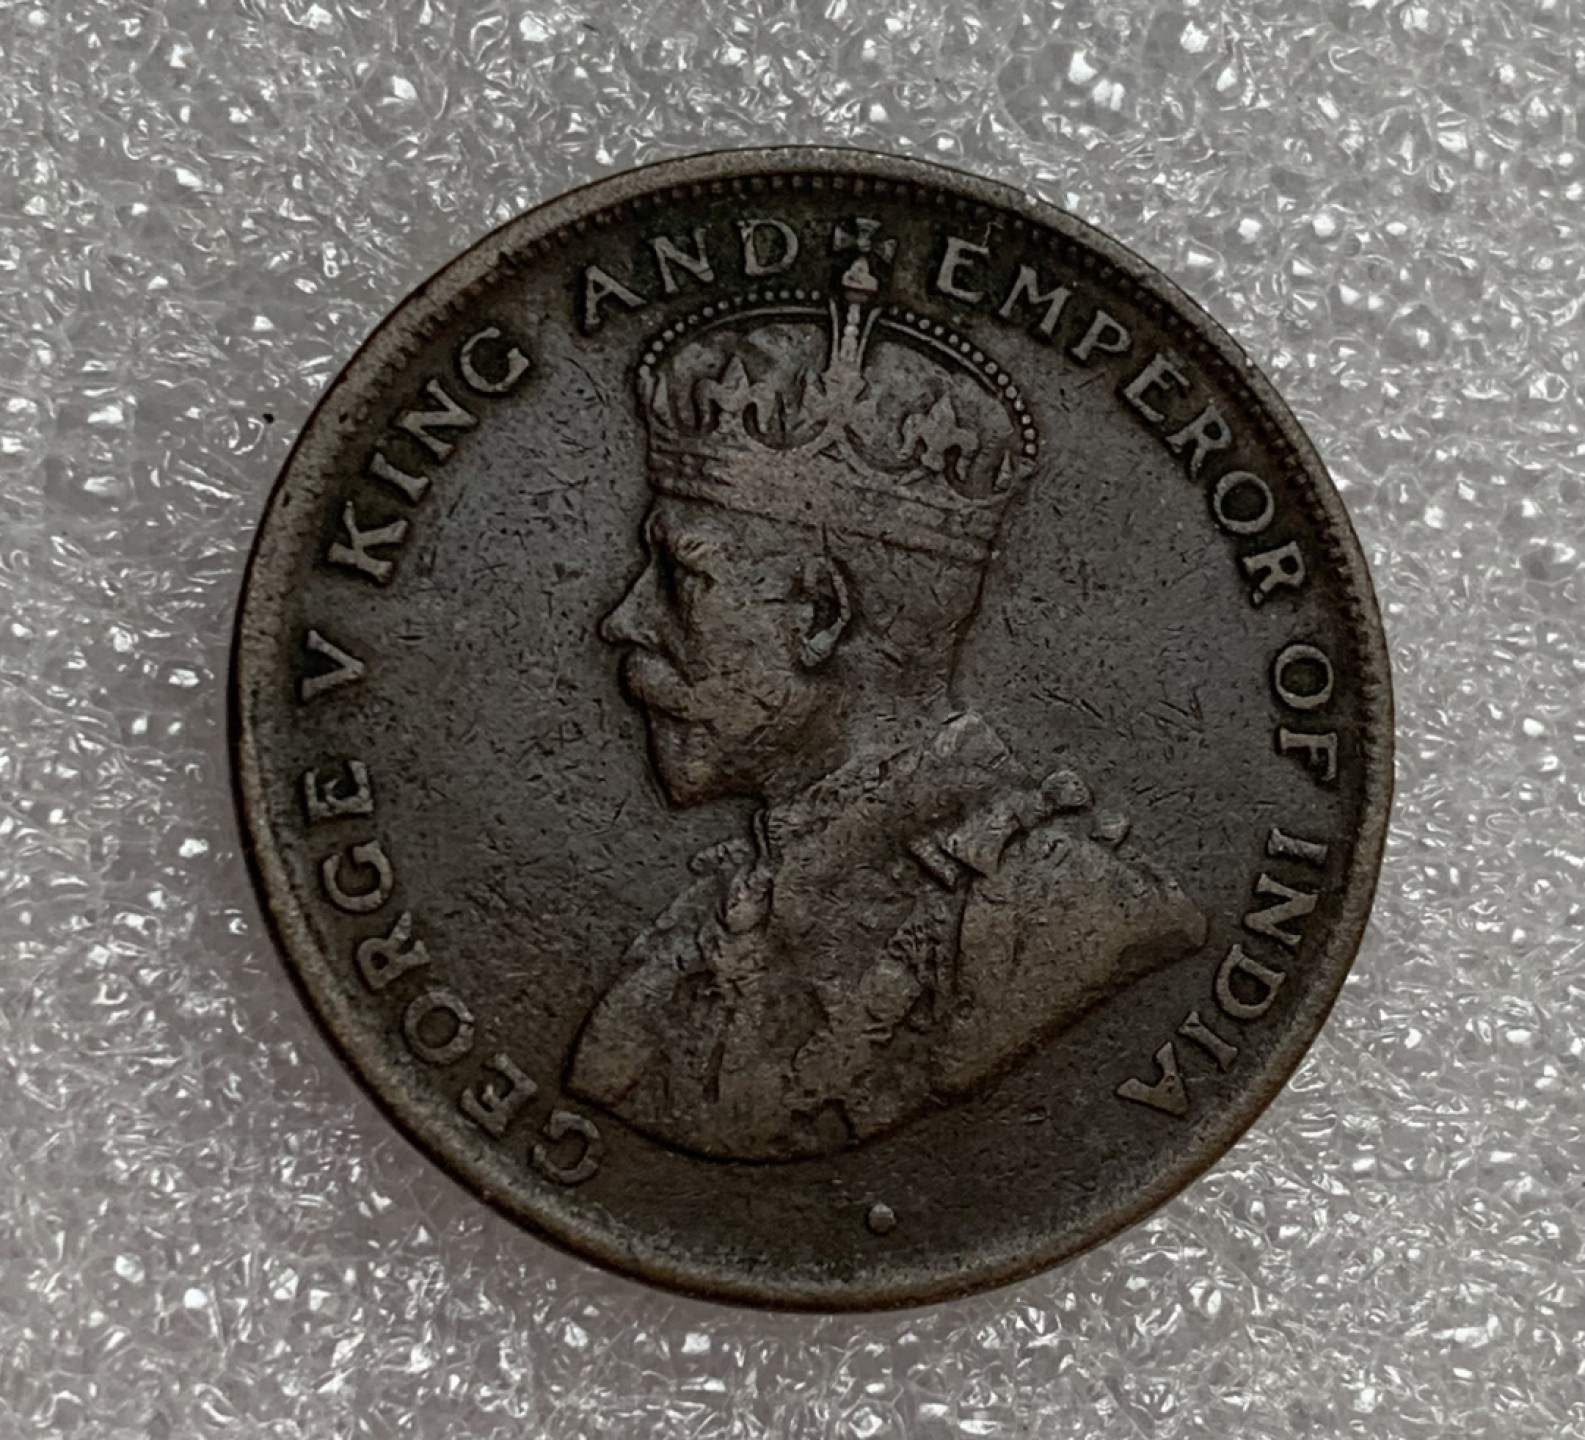 GEORGE V KING AND EMPEROR OF INDIA